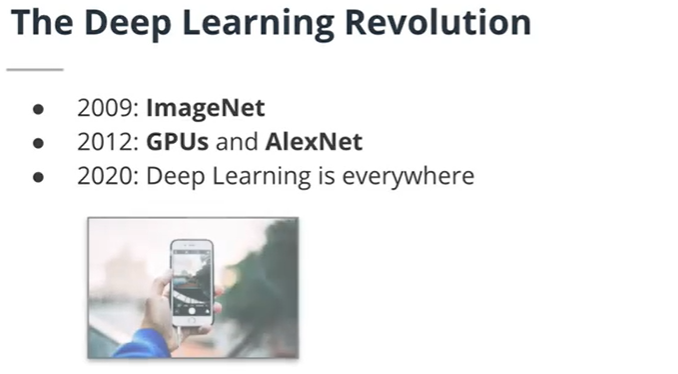 The Deep Learning Revolution
● 2009: ImageNet
● 2012: GPUs and AlexNet
● 2020: Deep Learning is everywhere